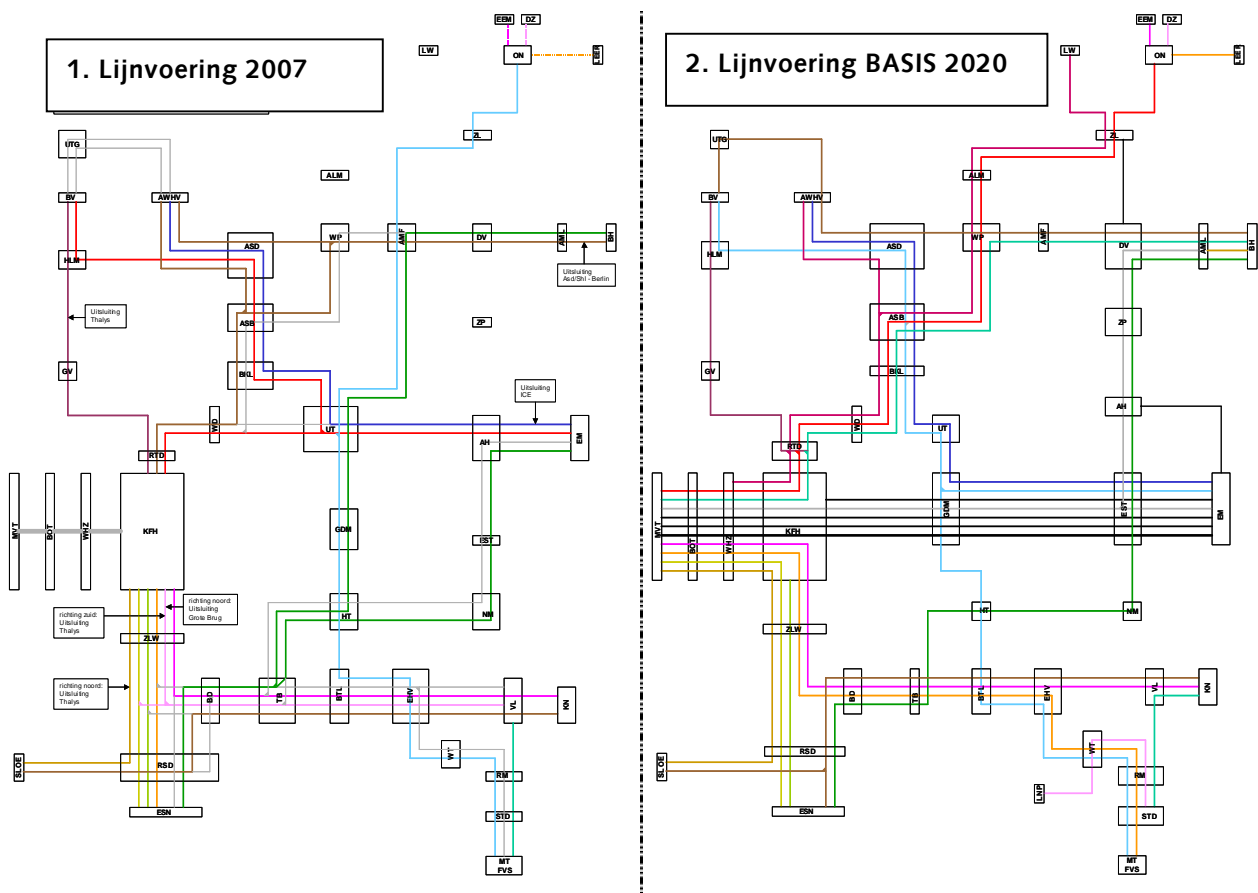 1. Lijnvoering 2007
EEM
DZ
LW
ON
LEER
ZL
UTG
ALM
BV
AWHV
ASD
WP
AMF
DV
AML
BH
HLM
Uitsluiting
Asd/Shl - Berlin
Uitsluiting
Thalys
ASB
ZP
GV
BKL
Uitsluiting
ICE
WD
UT
AH
EM
RTD
MVT
BOT
WHZ
KFH
GDM
EST
richting zuid:
Uitsluiting
Thalys
richting noord:
Uitsluiting
Grote Brug
HT
NM
ZLW
richting noord:
Uitsluiting
Thalys
BD
TB
BTL
EHV
VL
KN
SLOE
RSD
WT
RM
ESN
STD
MT
FVS
2. Lijnvoering BASIS 2020
EEM
DZ
LW
ON
LEER
ZL
UTG
ALM
BV
AWHV
ASD
WP
AMF
DV
AML
BH
HLM
ASB
ZP
GV
BKL
AH
WD
UT
RTD
MVT
BOT
WHZ
KFH
GDM
EST
EM
HT
NM
ZLW
BD
TB
BTL
EHV
VL
KN
SLOE
RSD
WT
RM
LNP
ESN
STD
MT
FVS